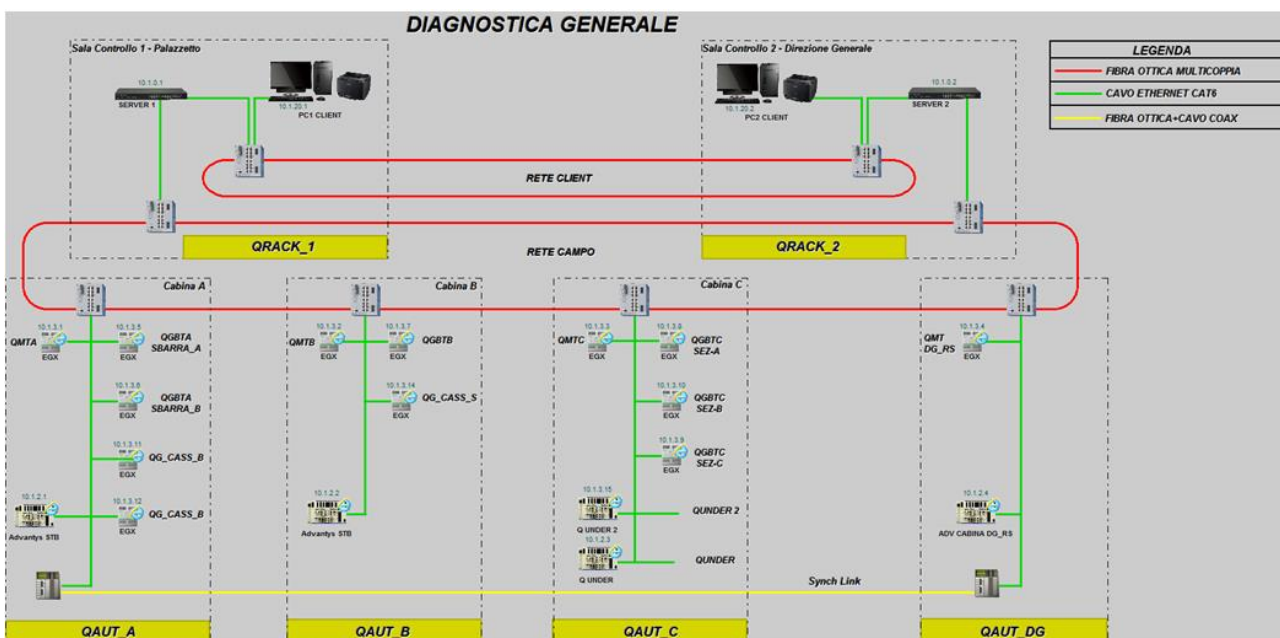 DIAGNOSTICA GENERALE
Sala Controllo 1 - Palazzetto
10.1.0.1
SERVER 1
10.1.20.1
PC1 CLIENT
Sala Controllo 2 - Direzione Generale
10.1.20.2
PC2 CLIENT
10.1.0.2
SERVER 2
LEGENDA
FIBRA OTTICA MULTICOPPIA
CAVO ETHERNET CAT6
FIBRA OTTICA+CAVO COAX
RETE CLIENT
QRACK_1
RETE CAMPO
QRACK_2
Cabina A
10.1.3.1
QMTA
EGX
10.1.3.5
EGX
QGBTA
SBARRA_A
EGX
QGBTA
SBARRA_B
10.1.3.11
EGX
QG_CASS_B
10.1.2.1
Advantys STB
10.1.3.12
EGX
QG_CASS_B
QAUT_A
Cabina B
10.1.3.2
QMTB
EGX
10.1.3.7
EGX
QGBTB
10.1.3.14
EGX
QG_CASS_S
10.1.2.2
Advantys STB
QAUT_B
Cabina C
10.1.3.3
QMTC
EGX
EGX
QGBTC
SEZ-A
10.1.3.10
EGX
QGBTC
SEZ-B
EGX
QGBTC
SEZ-C
10.1.3.15
Q UNDER 2
QUNDER 2
10.1.2.3
Q UNDER
QUNDER
QAUT_C
10.1.3.4
QMT
DG_RS
EGX
10.1.2.4
ADV CABINA DG_RS
Synch Link
QAUT_DG